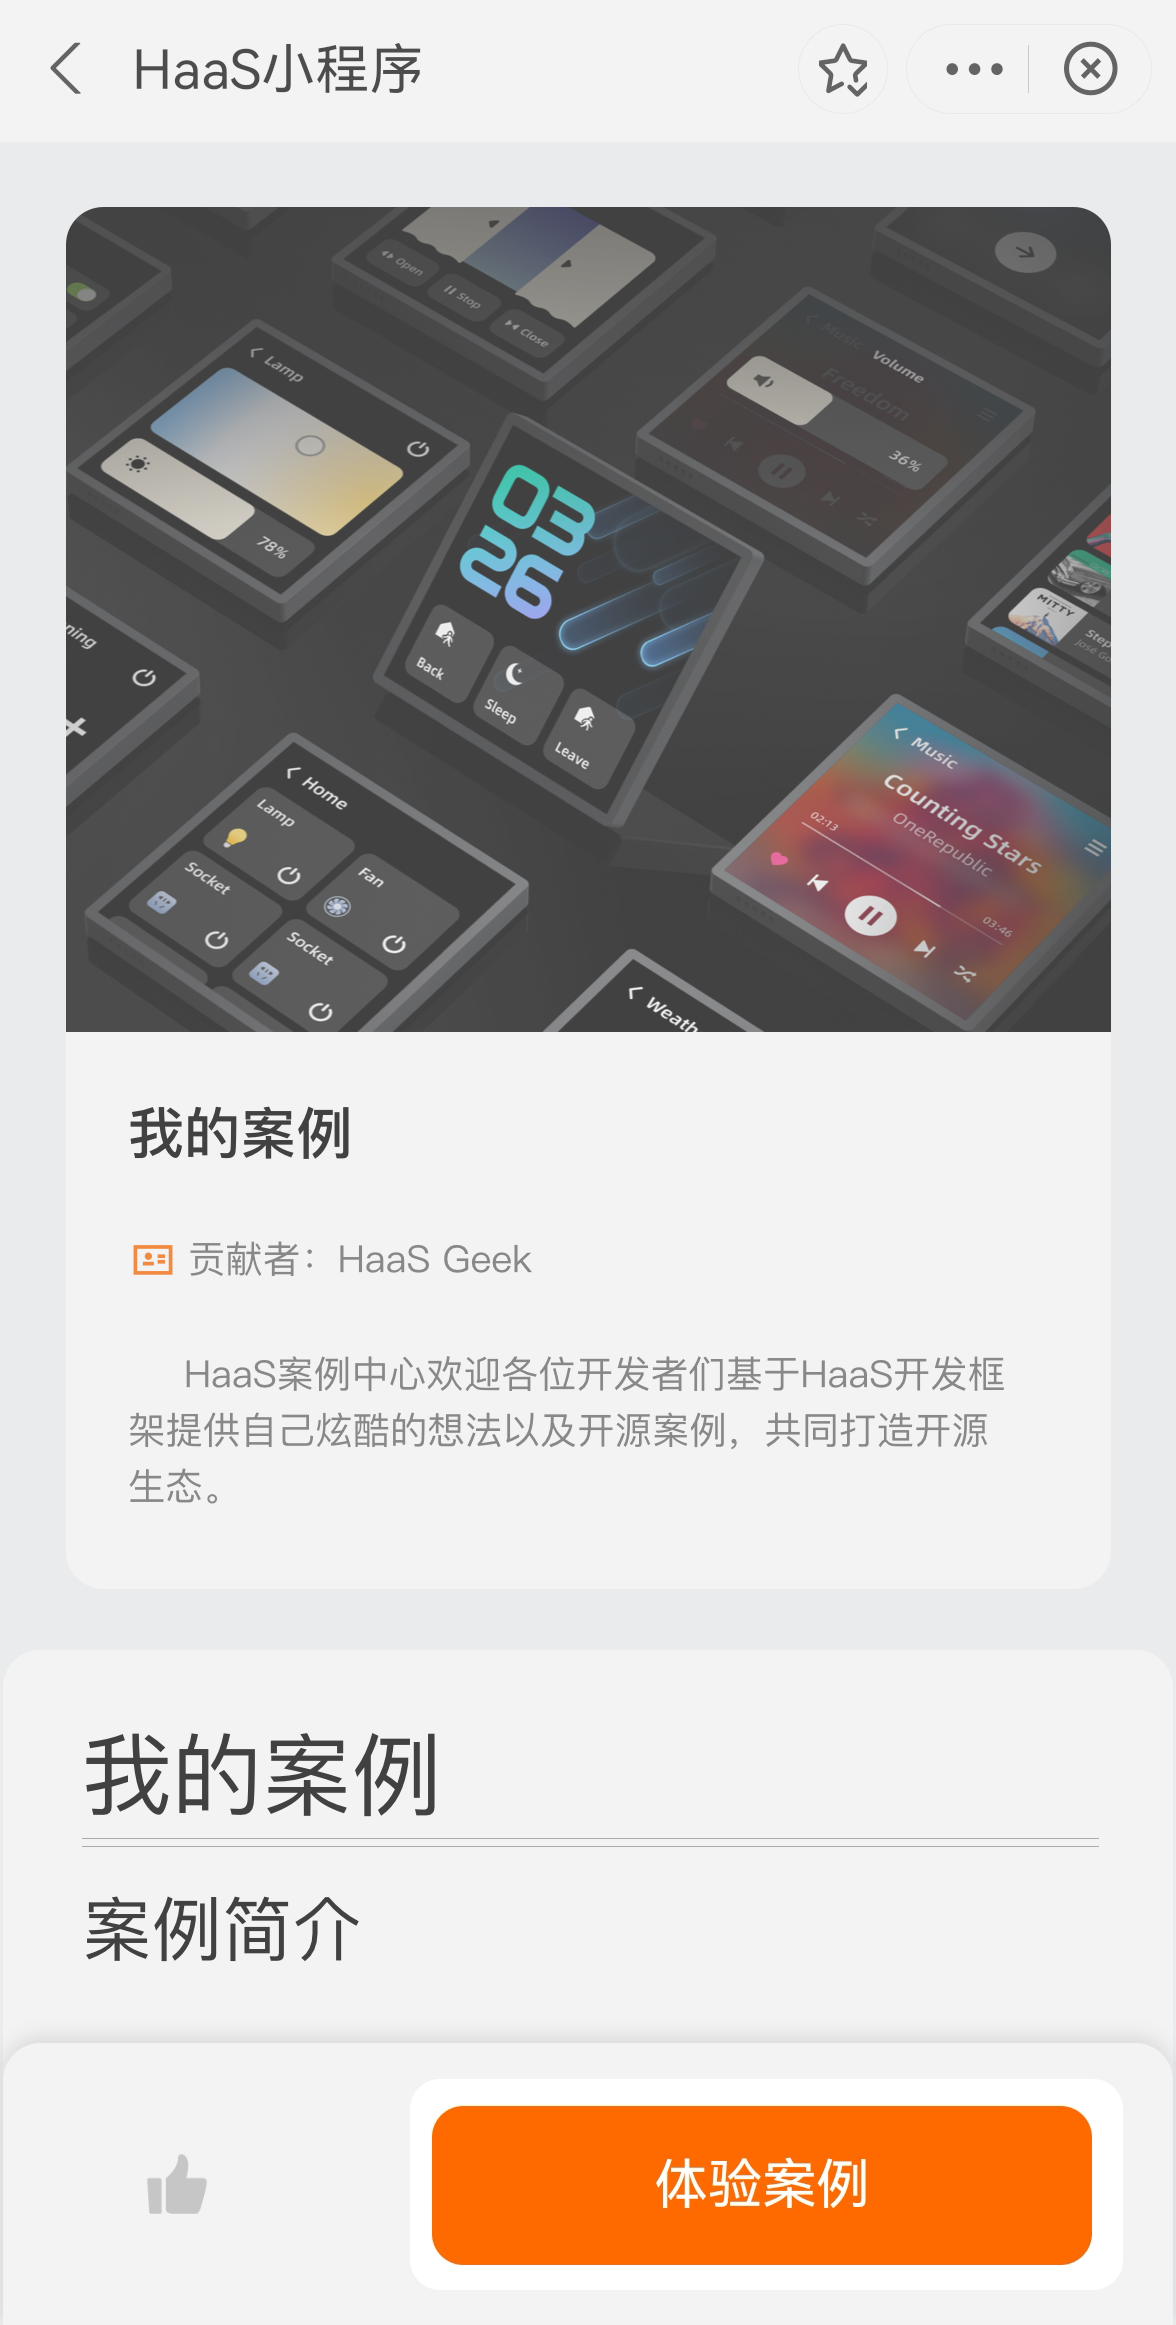 HaaS小程序
Open
Stop
Close
Lamp
78%
Music
Volume
Freedom
36%
03
26
Back
Sleep
Leave
MITTY
ning
Home
Lamp
Fan
Socket
Socket
Music
Counting Stars
OneRepublic
02:13
03:46
Weath
我的案例
贡献者：HaaS Geek
HaaS案例中心欢迎各位开发者们基于HaaS开发框
架提供自己炫酷的想法以及开源案例，共同打造开源
生态。
我的案例
案例简介
体验案例